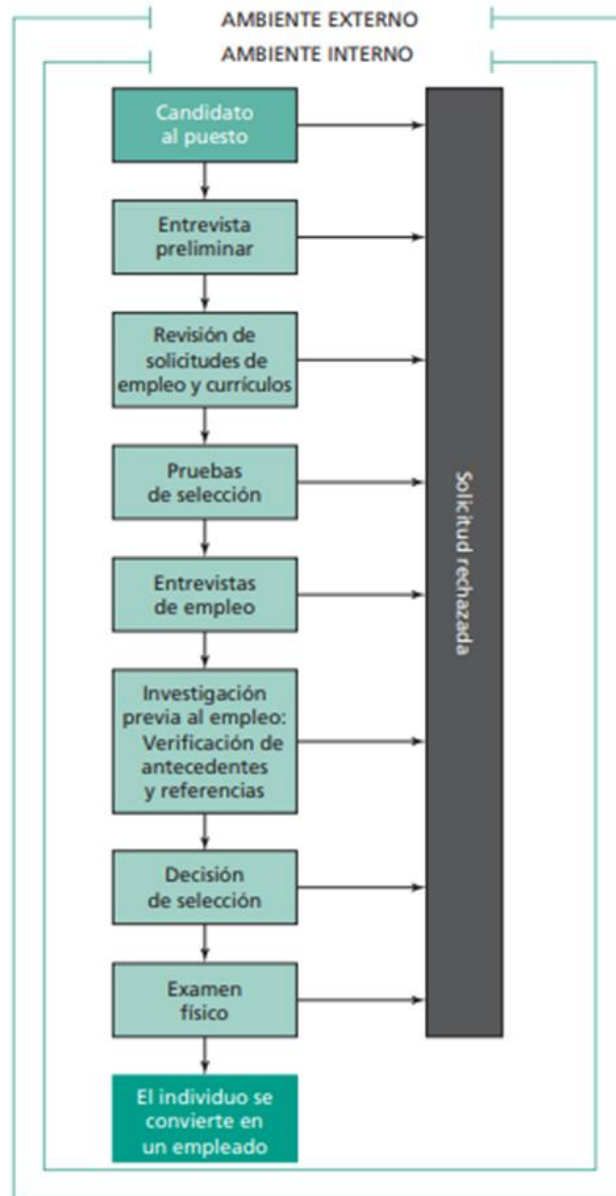 AMBIENTE EXTERNO
AMBIENTE INTERNO
Candidato
al puesto
Entrevista
preliminar
Revisión de
solicitudes de
empleo y currículos
Pruebas
de selección
Entrevistas
de empleo
Investigación
previa al empleo:
Verificación de
antecedentes
y referencias
Decisión
de selección
Examen
físico
El individuo se
convierte en
un empleado
Solicitud rechazada